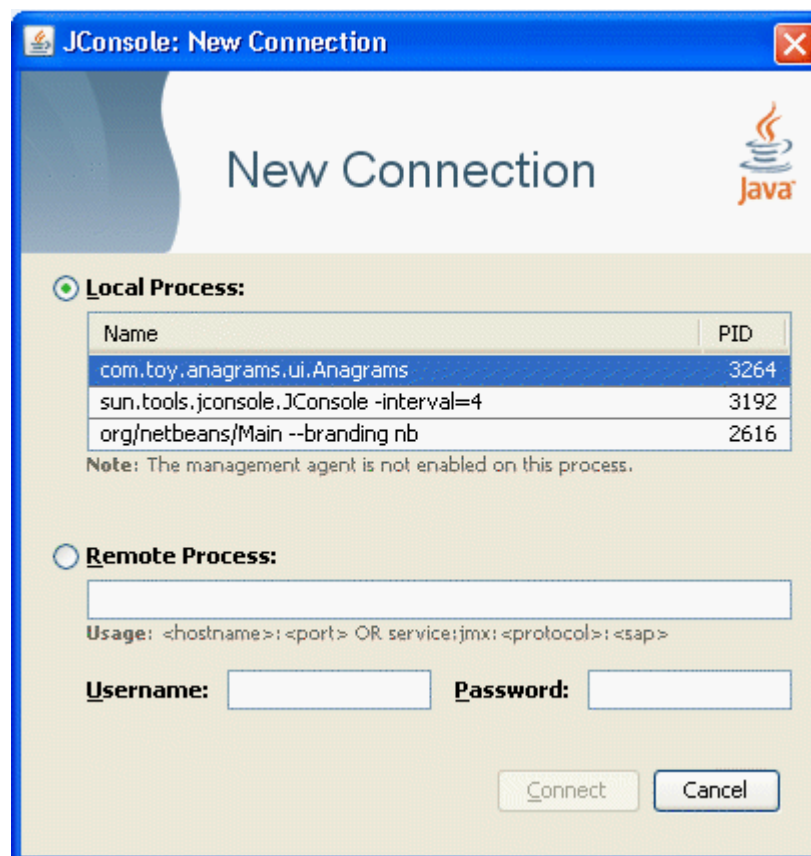 JConsole: New Connection
New Connection
Java
Local Process:
Name PID
com.toy.anagrams.ui.Anagrams 3264
sun.tools.jconsole.JConsole -interval=4 3192
org/netbeans/Main --branding nb 2616
Note: The management agent is not enabled on this process.
Remote Process:
Usage: <hostname>:<port> OR service:jmx:<protocol>:<sap>
Username: Password:
Connect Cancel